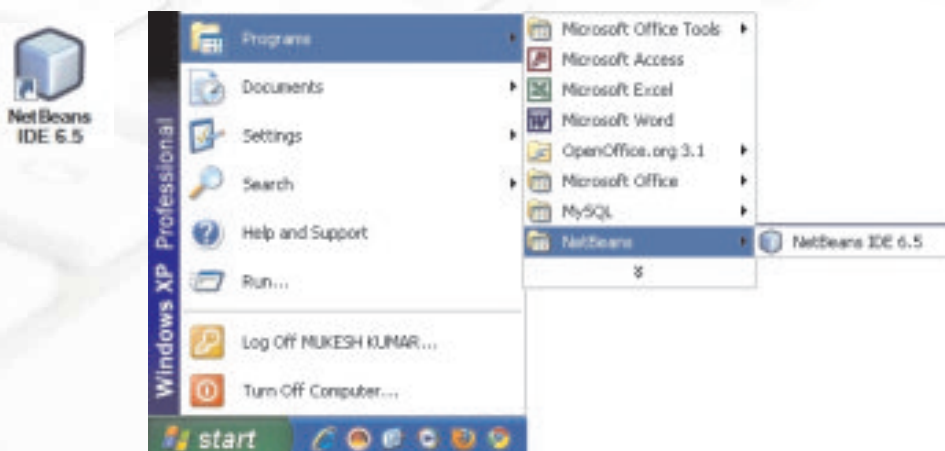 NetBeans
IDE 6.5
Windows XP Professional
Programs
Documents
Settings
Search
Help and Support
Run...
Log Off MUKESH KUMAR...
Turn Off Computer...
start
Microsoft Office Tools
Microsoft Access
Microsoft Excel
Microsoft Word
OpenOffice.org 3.1
Microsoft Office
MySQL
NetBeans
NetBeans IDE 6.5